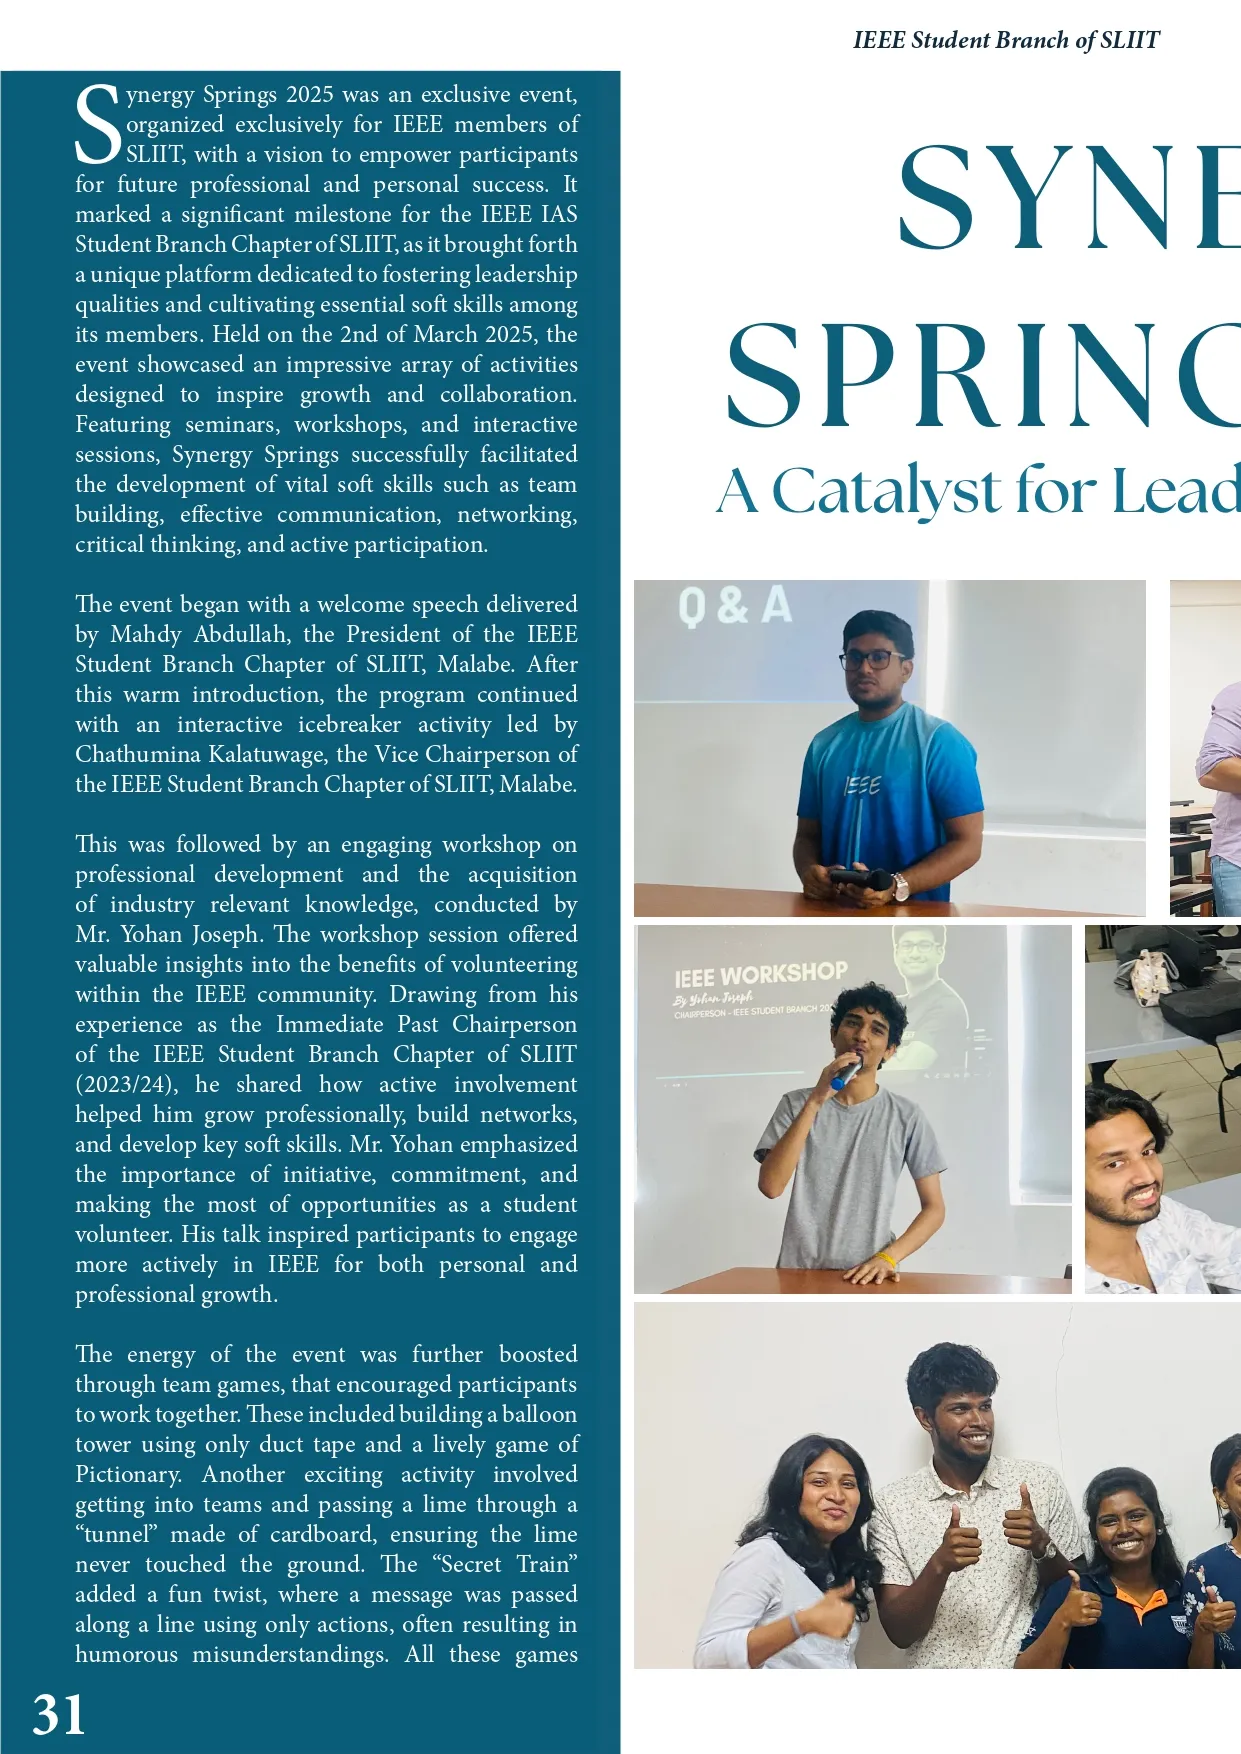 IEEE Student Branch of SLIIT
Synergy Springs 2025 was an exclusive event,
organized exclusively for IEEE members of
SLIIT, with a vision to empower participants
for future professional and personal success. It
marked a significant milestone for the IEEE IAS
Student Branch Chapter of SLIIT, as it brought forth
a unique platform dedicated to fostering leadership
qualities and cultivating essential soft skills among
its members. Held on the 2nd of March 2025, the
event showcased an impressive array of activities
designed to inspire growth and collaboration.
Featuring seminars, workshops, and interactive
sessions, Synergy Springs successfully facilitated
the development of vital soft skills such as team
building, effective communication, networking,
critical thinking, and active participation.
The event began with a welcome speech delivered
by Mahdy Abdullah, the President of the IEEE
Student Branch Chapter of SLIIT, Malabe. After
this warm introduction, the program continued
with an interactive icebreaker activity led by
Chathumina Kalatuwage, the Vice Chairperson of
the IEEE Student Branch Chapter of SLIIT, Malabe.
This was followed by an engaging workshop on
professional development and the acquisition
of industry relevant knowledge, conducted by
Mr. Yohan Joseph. The workshop session offered
valuable insights into the benefits of volunteering
within the IEEE community. Drawing from his
experience as the Immediate Past Chairperson
of the IEEE Student Branch Chapter of SLIIT
(2023/24), he shared how active involvement
helped him grow professionally, build networks,
and develop key soft skills. Mr. Yohan emphasized
the importance of initiative, commitment, and
making the most of opportunities as a student
volunteer. His talk inspired participants to engage
more actively in IEEE for both personal and
professional growth.
The energy of the event was further boosted
through team games, that encouraged participants
to work together. These included building a balloon
tower using only duct tape and a lively game of
Pictionary. Another exciting activity involved
getting into teams and passing a lime through a
“tunnel” made of cardboard, ensuring the lime
never touched the ground. The “Secret Train”
added a fun twist, where a message was passed
along a line using only actions, often resulting in
humorous misunderstandings. All these games
31
SYNE
SPRING
A Catalyst for Lead
Q & A
IEEE
IEEE WORKSHOP
By Yohan Joseph
CHAIRPERSON - IEEE STUDENT BRANCH 20